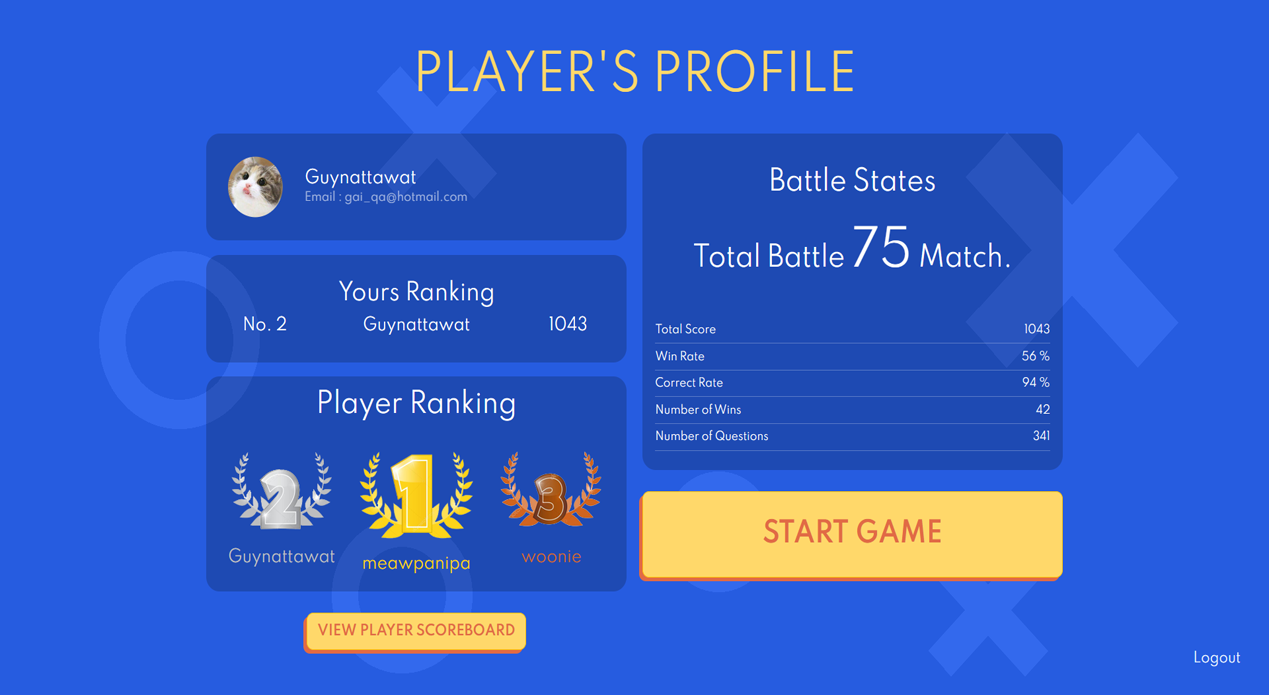 PLAYER'S PROFILE
Guynattawat
Email : gai_qa@hotmail.com
Yours Ranking
No. 2 Guynattawat 1043
Player Ranking
2 1 3
Guynattawat meawpanipa woonie
VIEW PLAYER SCOREBOARD
Battle States
Total Battle 75 Match.
Total Score 1043
Win Rate 56 %
Correct Rate 94 %
Number of Wins 42
Number of Questions 341
START GAME
Logout